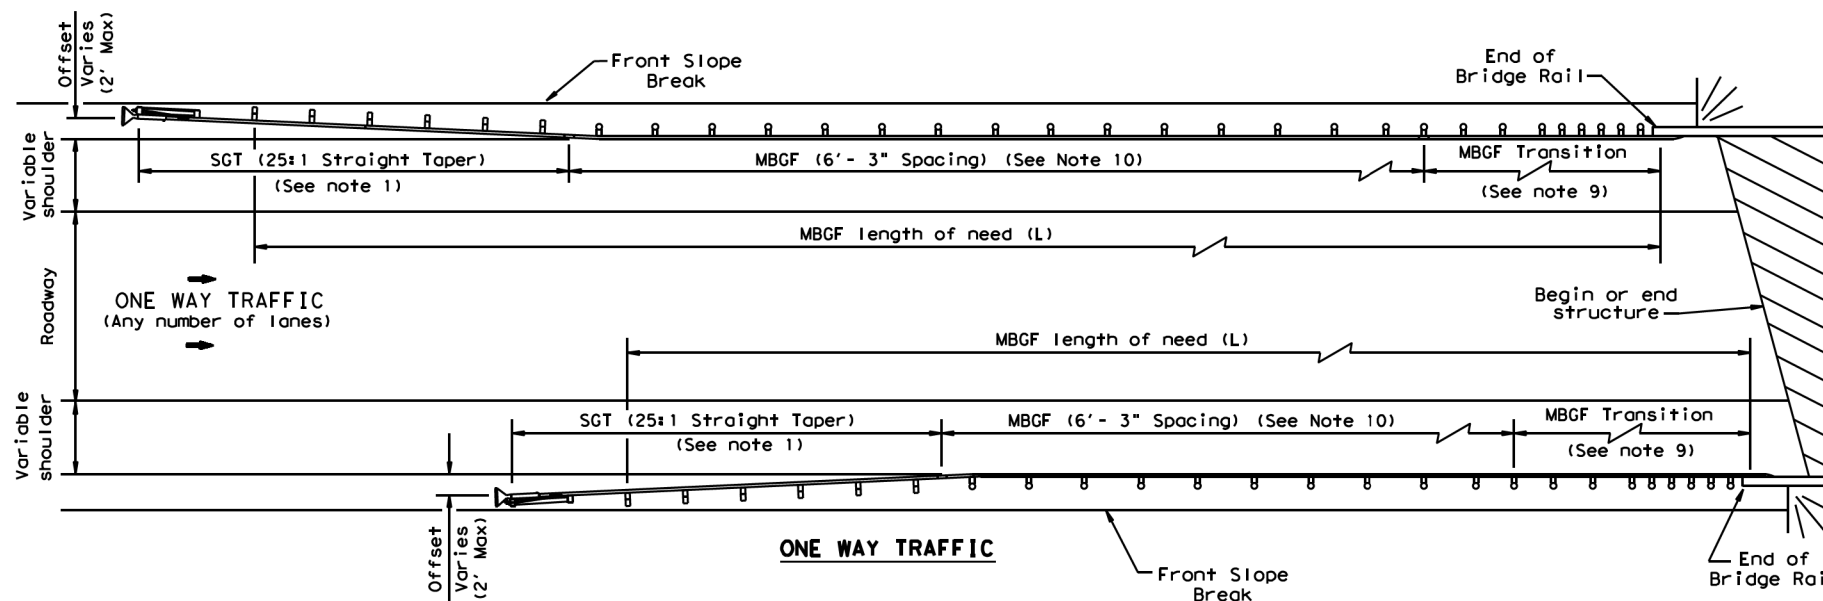 Offset
Varies
(2' Max)
Front Slope
Break
End of
Bridge Rail
Variable
shoulder
SGT (25:1 Straight Taper)
(See note 1)
MBGF (6'- 3" Spacing) (See Note 10)
MBGF Transition
(See note 9)
MBGF length of need (L)
Roadway
ONE WAY TRAFFIC
(Any number of lanes)
Begin or end
structure
MBGF length of need (L)
Variable
shoulder
SGT (25:1 Straight Taper)
(See note 1)
MBGF (6'- 3" Spacing) (See Note 10)
MBGF Transition
(See note 9)
Offset
Varies
(2' Max)
ONE WAY TRAFFIC
Front Slope
Break
End of
Bridge Rai